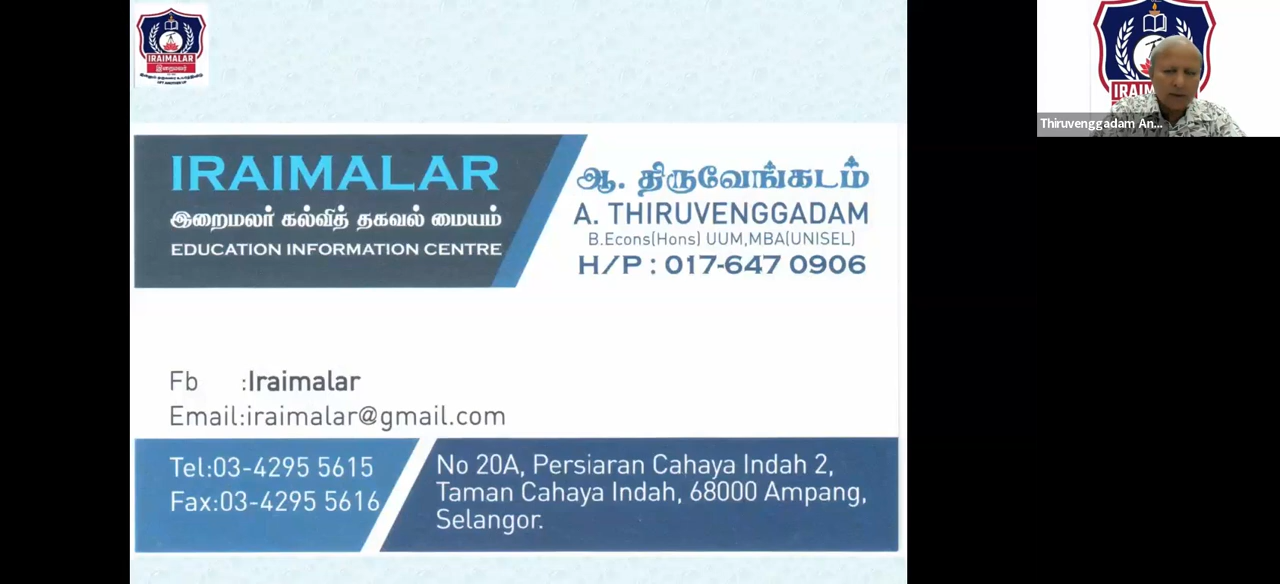 IRAIMALAR
இறைமலர்
IRAIMALAR
இறைமலர் கல்வித் தகவல் மையம்
EDUCATION INFORMATION CENTRE
ஆ. திருவேங்கடம்
A. THIRUVENGGADAM
B.Econs(Hons) UUM,MBA(UNISEL)
H/P : 017-647 0906
Fb :Iraimalar
Email:iraimalar@gmail.com
Tel:03-4295 5615
Fax:03-4295 5616
No 20A, Persiaran Cahaya Indah 2,
Taman Cahaya Indah, 68000 Ampang,
Selangor.
Thiruvenggadam An...